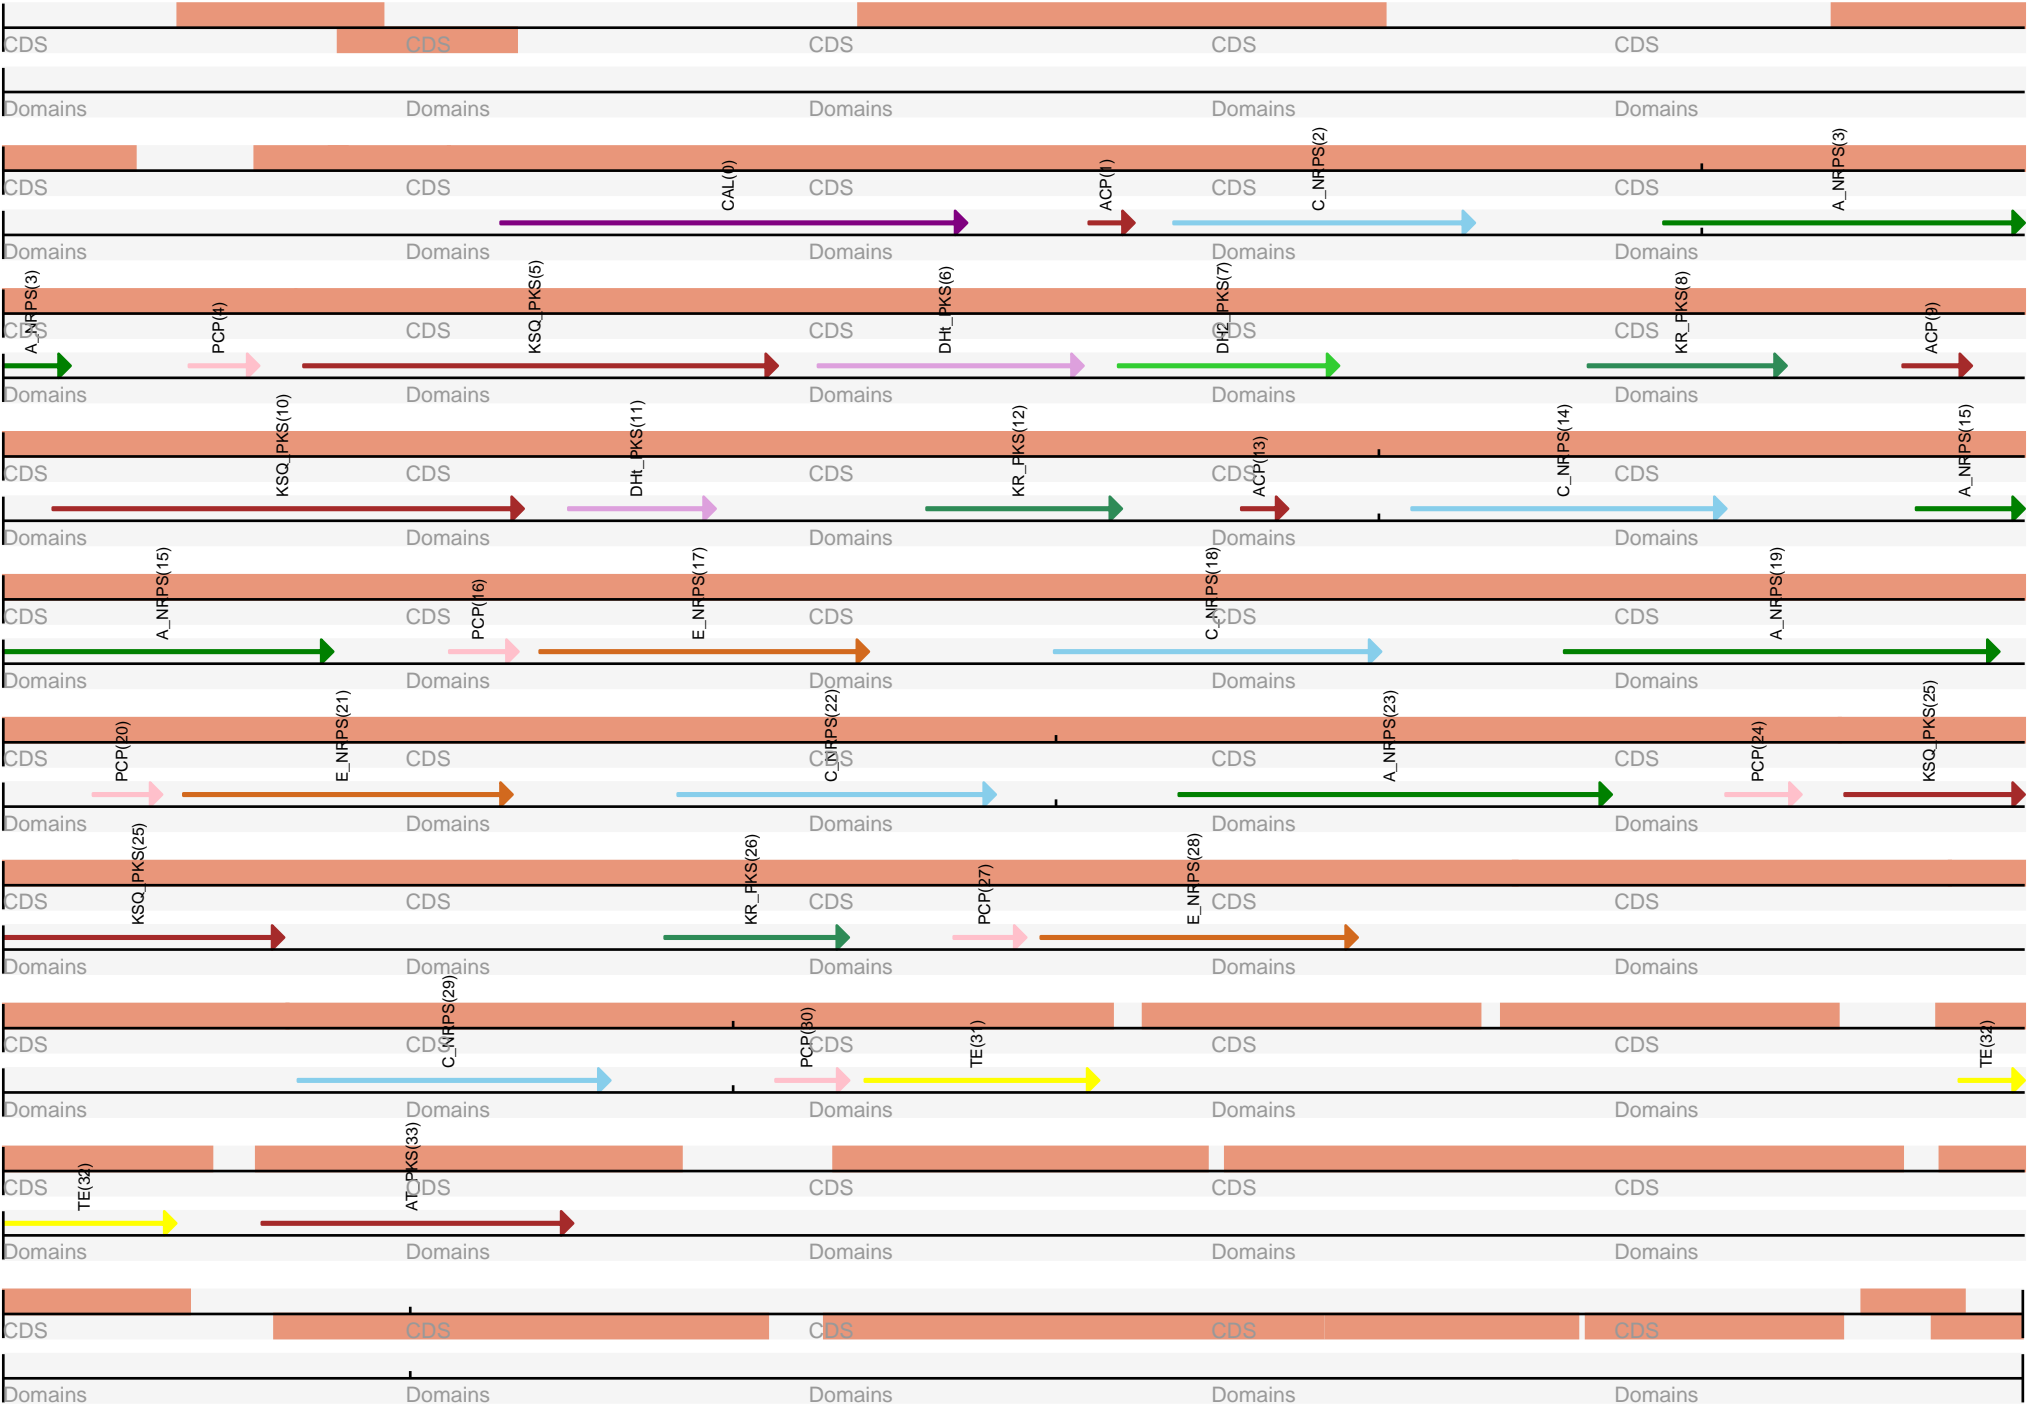 CDS CDS CDS CDS CDS
Domains Domains Domains Domains Domains
CAL(0) ACP(1) C_NRPS(2) A_NRPS(3)
CDS CDS CDS CDS CDS
Domains Domains Domains Domains Domains
A_NRPS(3) PCP(4) KSQ_PKS(5) DHt_PKS(6) DH2_PKS(7) KR_PKS(8) ACP(9)
CDS CDS CDS CDS CDS
Domains Domains Domains Domains Domains
KSQ_PKS(10) DHt_PKS(11) KR_PKS(12) ACP(13) C_NRPS(14) A_NRPS(15)
CDS CDS CDS CDS CDS
Domains Domains Domains Domains Domains
A_NRPS(15) PCP(16) E_NRPS(17) C_NRPS(18) A_NRPS(19)
CDS CDS CDS CDS CDS
Domains Domains Domains Domains Domains
PCP(20) E_NRPS(21) C_NRPS(22) A_NRPS(23) PCP(24) KSQ_PKS(25)
CDS CDS CDS CDS CDS
Domains Domains Domains Domains Domains
KSQ_PKS(25) KR_PKS(26) PCP(27) E_NRPS(28)
CDS CDS CDS CDS CDS
Domains Domains Domains Domains Domains
C_NRPS(29) PCP(30) TE(31) TE(32)
CDS CDS CDS CDS CDS
Domains Domains Domains Domains Domains
TE(32) AT_PKS(33)
CDS CDS CDS CDS CDS
Domains Domains Domains Domains Domains
CDS CDS CDS CDS CDS
Domains Domains Domains Domains Domains